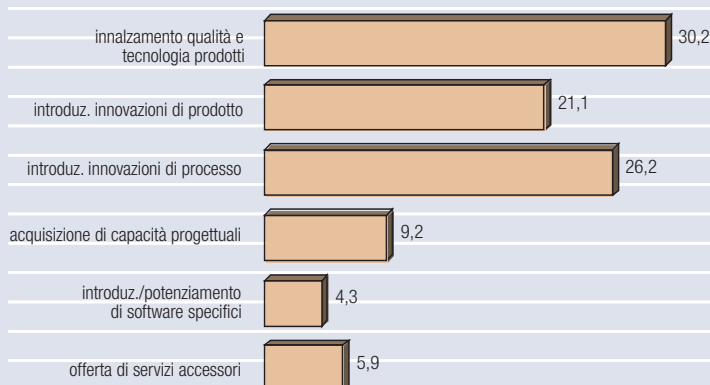 innalzamento qualità e
tecnologia prodotti
30,2
introduz. innovazioni di prodotto
21,1
introduz. innovazioni di processo
26,2
acquisizione di capacità progettuali
9,2
introduz./potenziamento
di software specifici
4,3
offerta di servizi accessori
5,9